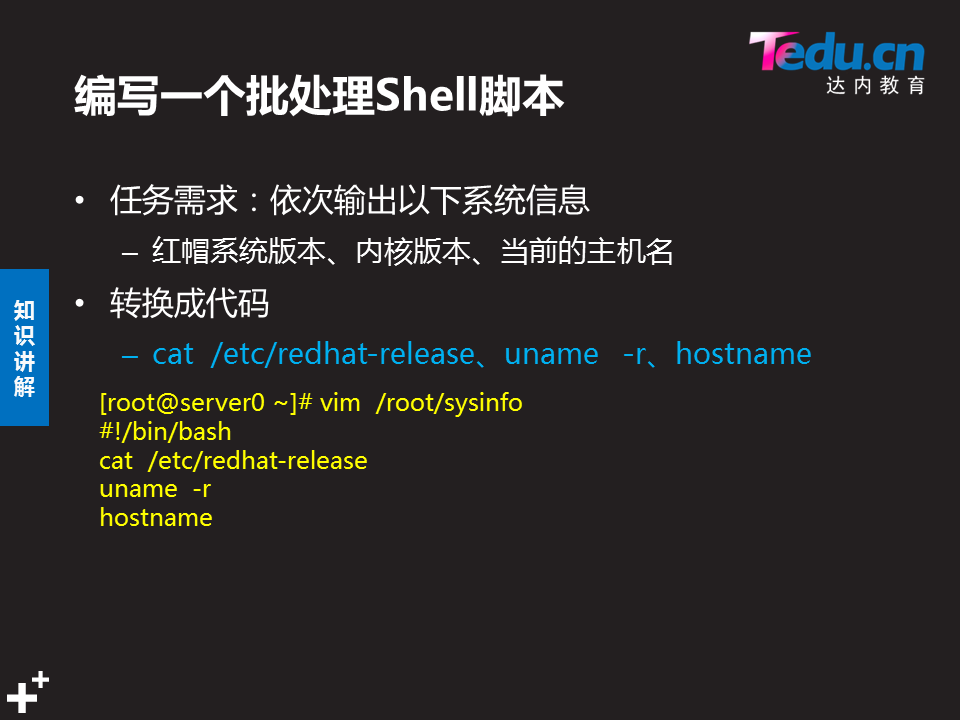 Tedu.cn
达内教育
编写一个批处理Shell脚本
• 任务需求：依次输出以下系统信息
– 红帽系统版本、内核版本、当前的主机名
• 转换成代码
– cat /etc/redhat-release、uname -r、hostname
知识讲解
[root@server0 ~]# vim /root/sysinfo
#!/bin/bash
cat /etc/redhat-release
uname -r
hostname